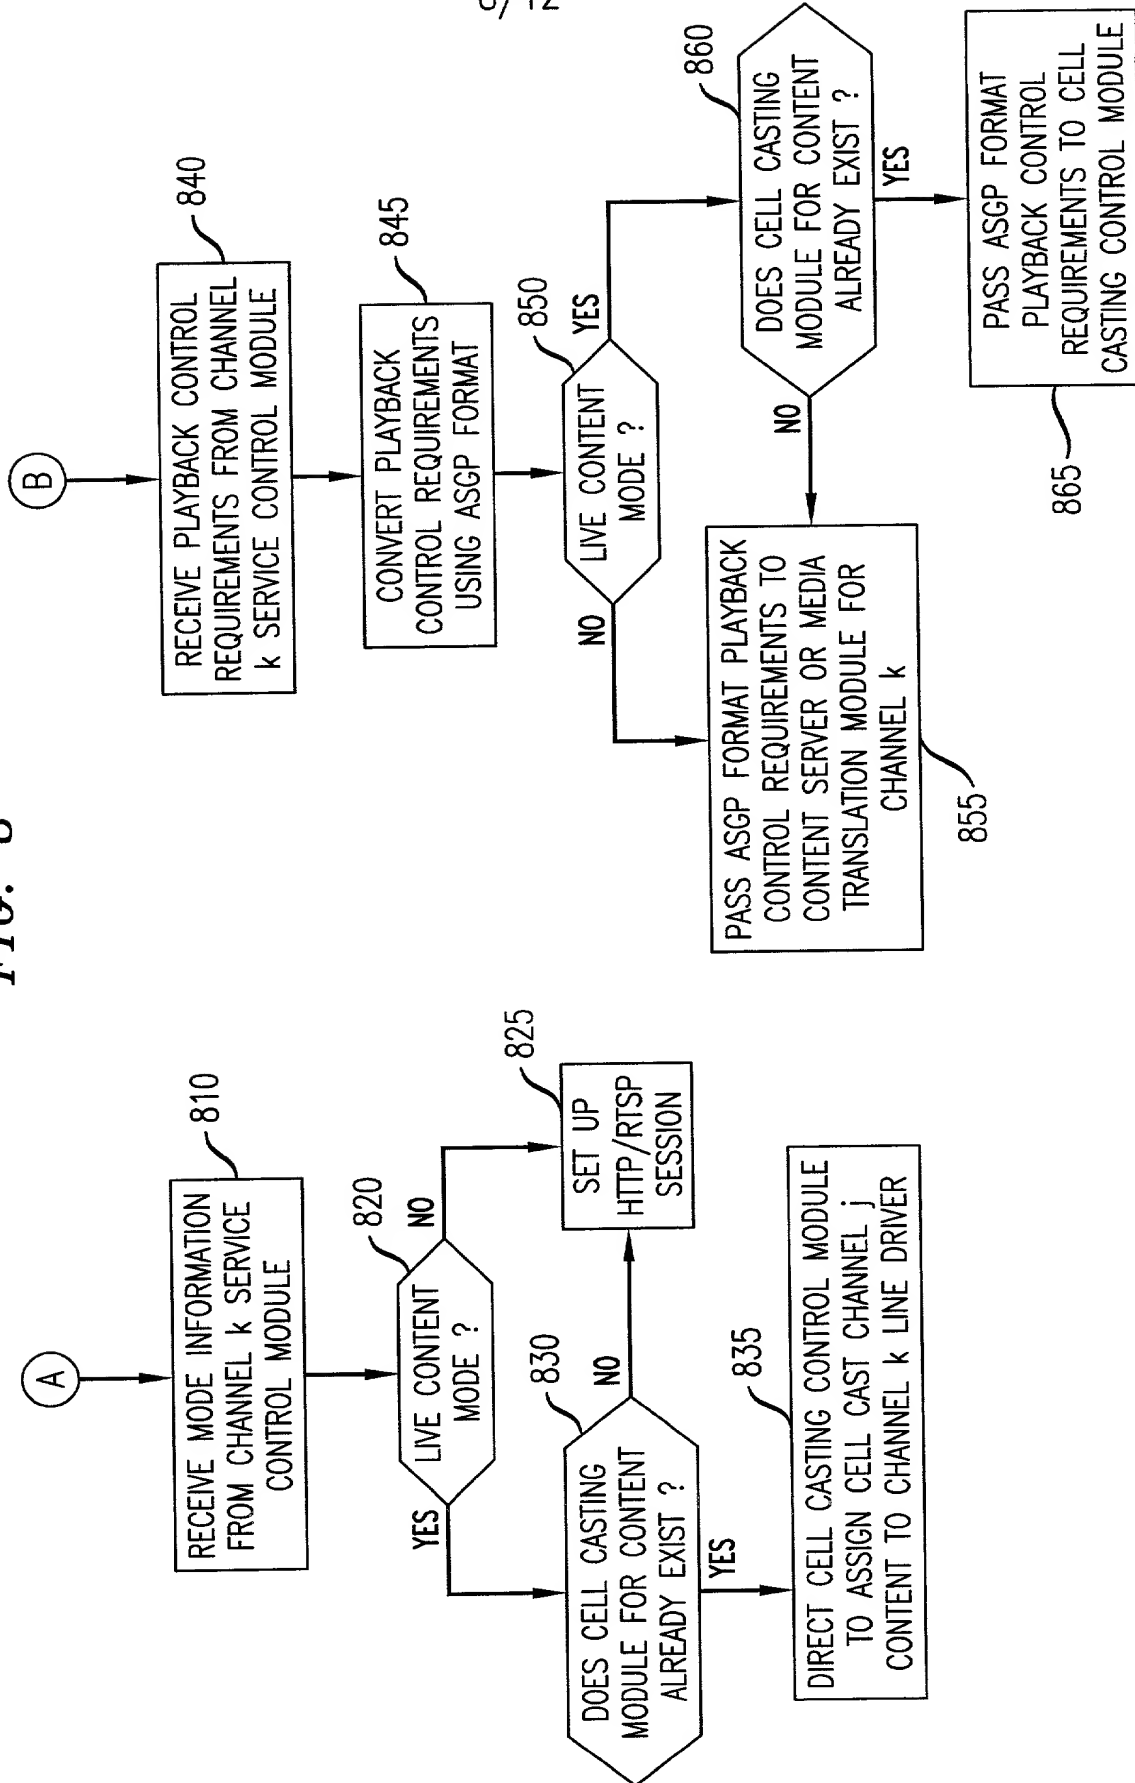 8/12
FIG. 8
A
RECEIVE MODE INFORMATION
FROM CHANNEL k SERVICE
CONTROL MODULE
810
LIVE CONTENT
MODE ?
820
YES
NO
SET UP
HTTP/RTSP
SESSION
825
DOES CELL CASTING
MODULE FOR CONTENT
ALREADY EXIST ?
830
NO
YES
DIRECT CELL CASTING CONTROL MODULE
TO ASSIGN CELL CAST CHANNEL j
CONTENT TO CHANNEL k LINE DRIVER
835
B
RECEIVE PLAYBACK CONTROL
REQUIREMENTS FROM CHANNEL
k SERVICE CONTROL MODULE
840
CONVERT PLAYBACK
CONTROL REQUIREMENTS
USING ASGP FORMAT
845
LIVE CONTENT
MODE ?
850
NO
YES
PASS ASGP FORMAT PLAYBACK
CONTROL REQUIREMENTS TO
CONTENT SERVER OR MEDIA
TRANSLATION MODULE FOR
CHANNEL k
855
DOES CELL CASTING
MODULE FOR CONTENT
ALREADY EXIST ?
860
NO
YES
PASS ASGP FORMAT
PLAYBACK CONTROL
REQUIREMENTS TO CELL
CASTING CONTROL MODULE
865